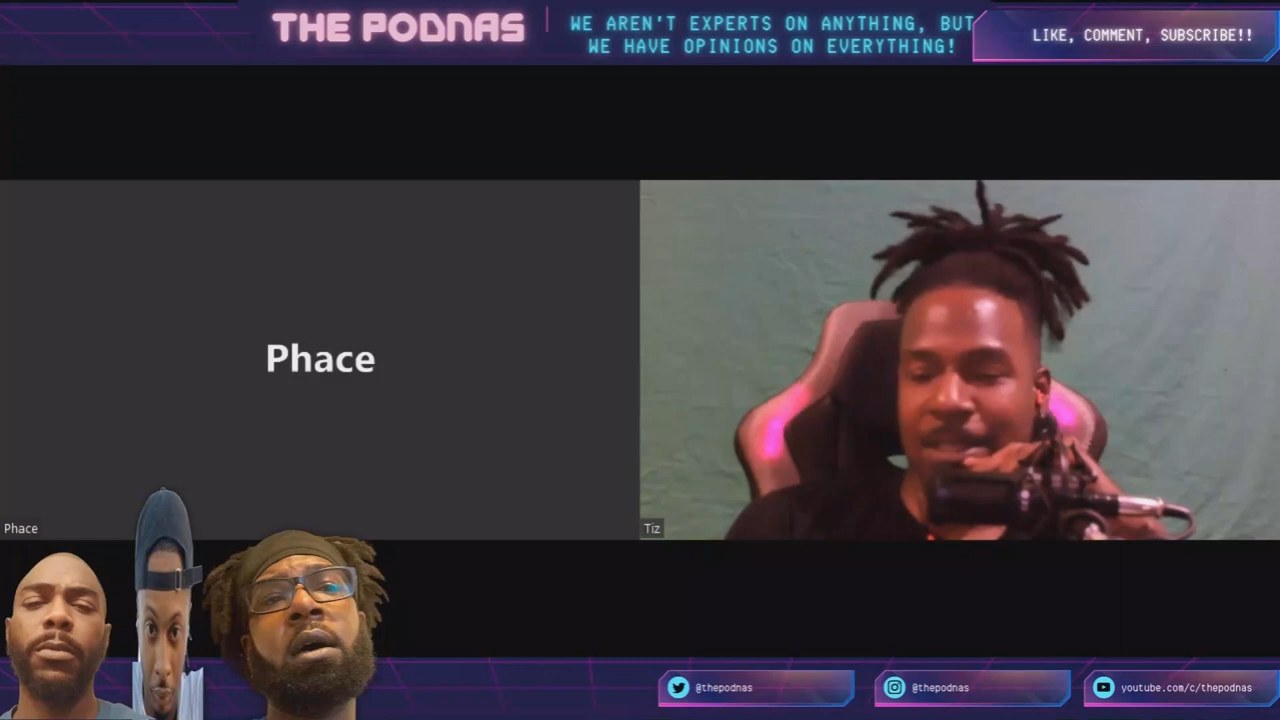 THE PODNAS
WE AREN'T EXPERTS ON ANYTHING, BUT
WE HAVE OPINIONS ON EVERYTHING!
LIKE, COMMENT, SUBSCRIBE!!
Phace
Phace
Tiz
@thepodnas
@thepodnas
youtube.com/c/thepodnas